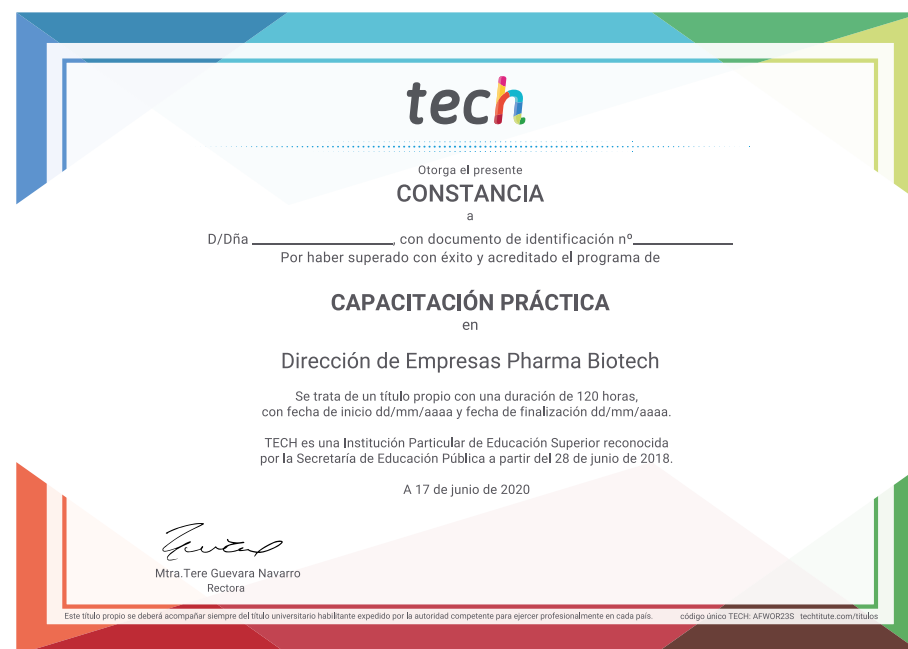 tech
Otorga el presente
CONSTANCIA
a
D/Dña ____________________, con documento de identificación nº______________
Por haber superado con éxito y acreditado el programa de
CAPACITACIÓN PRÁCTICA
en
Dirección de Empresas Pharma Biotech
Se trata de un título propio con una duración de 120 horas,
con fecha de inicio dd/mm/aaaa y fecha de finalización dd/mm/aaaa.
TECH es una Institución Particular de Educación Superior reconocida
por la Secretaría de Educación Pública a partir del 28 de junio de 2018.
A 17 de junio de 2020
Mtra.Tere Guevara Navarro
Rectora
Este título propio se deberá acompañar siempre del título universitario habilitante expedido por la autoridad competente para ejercer profesionalmente en cada país. código único TECH: AFWOR23S techtitute.com/titulos